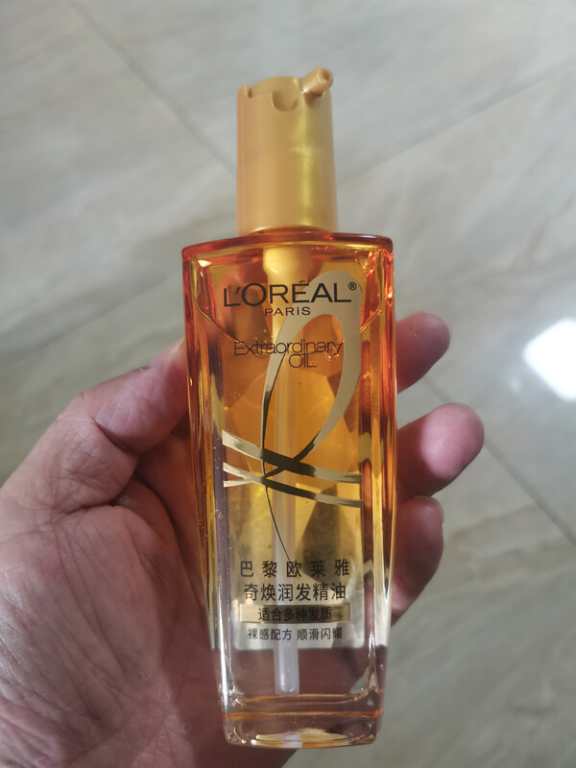 L'ORÉAL®
PARIS
Extraordinary
OIL
巴黎欧莱雅
奇焕润发精油
适合多种发质
裸感配方 顺滑闪耀